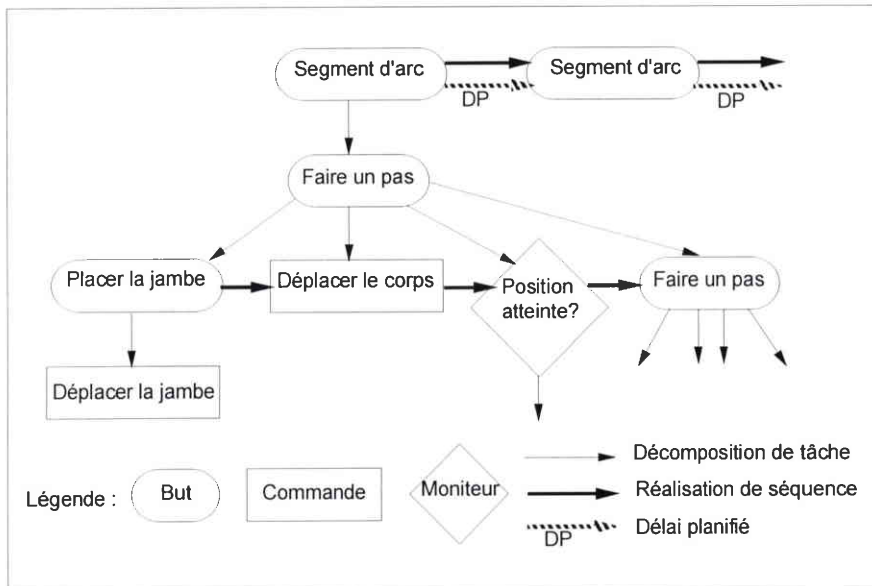 Segment d'arc
Segment d'arc
DP
DP
Faire un pas
Placer la jambe
Déplacer le corps
Position
atteinte?
Faire un pas
Déplacer la jambe
Légende :
But
Commande
Moniteur
Décomposition de tâche
Réalisation de séquence
DP
Délai planifié